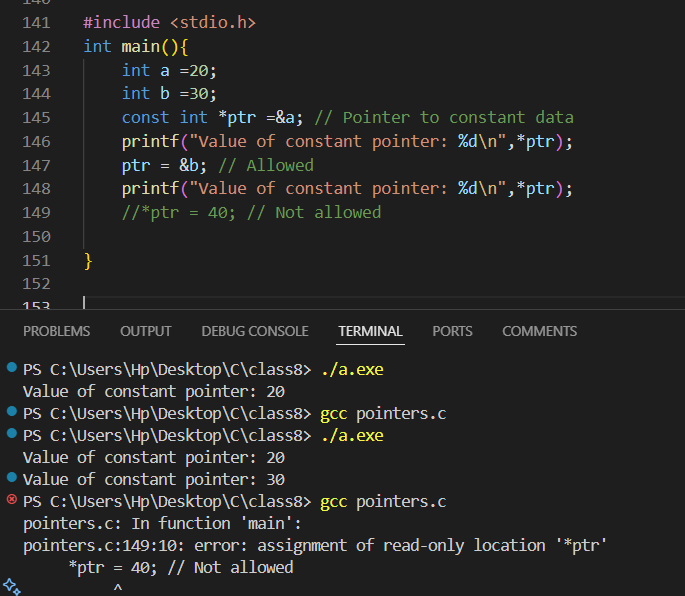 140
141 #include <stdio.h>
142 int main(){
143     int a =20;
144     int b =30;
145     const int *ptr =&a; // Pointer to constant data
146     printf("Value of constant pointer: %d\n",*ptr);
147     ptr = &b; // Allowed
148     printf("Value of constant pointer: %d\n",*ptr);
149     //*ptr = 40; // Not allowed
150
151 }
152
153
PROBLEMS OUTPUT DEBUG CONSOLE TERMINAL PORTS COMMENTS
PS C:\Users\Hp\Desktop\C\class8> ./a.exe
Value of constant pointer: 20
PS C:\Users\Hp\Desktop\C\class8> gcc pointers.c
PS C:\Users\Hp\Desktop\C\class8> ./a.exe
Value of constant pointer: 20
Value of constant pointer: 30
PS C:\Users\Hp\Desktop\C\class8> gcc pointers.c
pointers.c: In function 'main':
pointers.c:149:10: error: assignment of read-only location '*ptr'
     *ptr = 40; // Not allowed
          ^